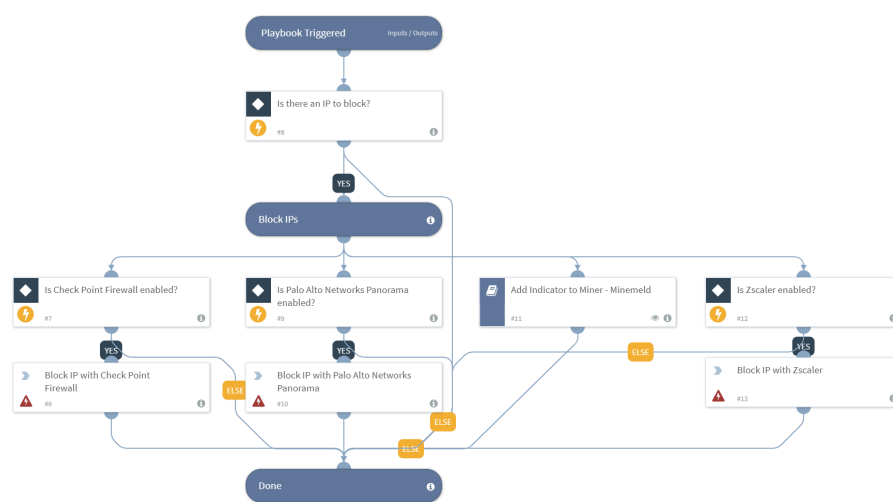 Playbook Triggered
Inputs / Outputs
Is there an IP to block?
#8
YES
Block IPs
Is Check Point Firewall enabled?
#7
Is Palo Alto Networks Panorama
enabled?
#9
Add Indicator to Miner - Minemeld
#11
Is Zscaler enabled?
#12
YES
YES
ELSE
YES
Block IP with Check Point
Firewall
#6
ELSE
Block IP with Palo Alto Networks
Panorama
#10
Block IP with Zscaler
#13
ELSE
ELSE
Done